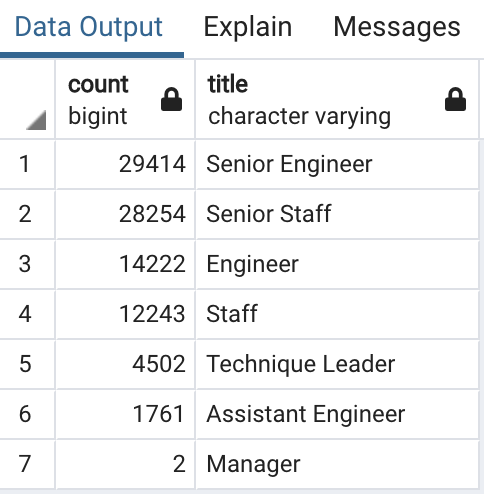 Data Output Explain Messages
count title
bigint character varying
1 29414 Senior Engineer
2 28254 Senior Staff
3 14222 Engineer
4 12243 Staff
5 4502 Technique Leader
6 1761 Assistant Engineer
7 2 Manager